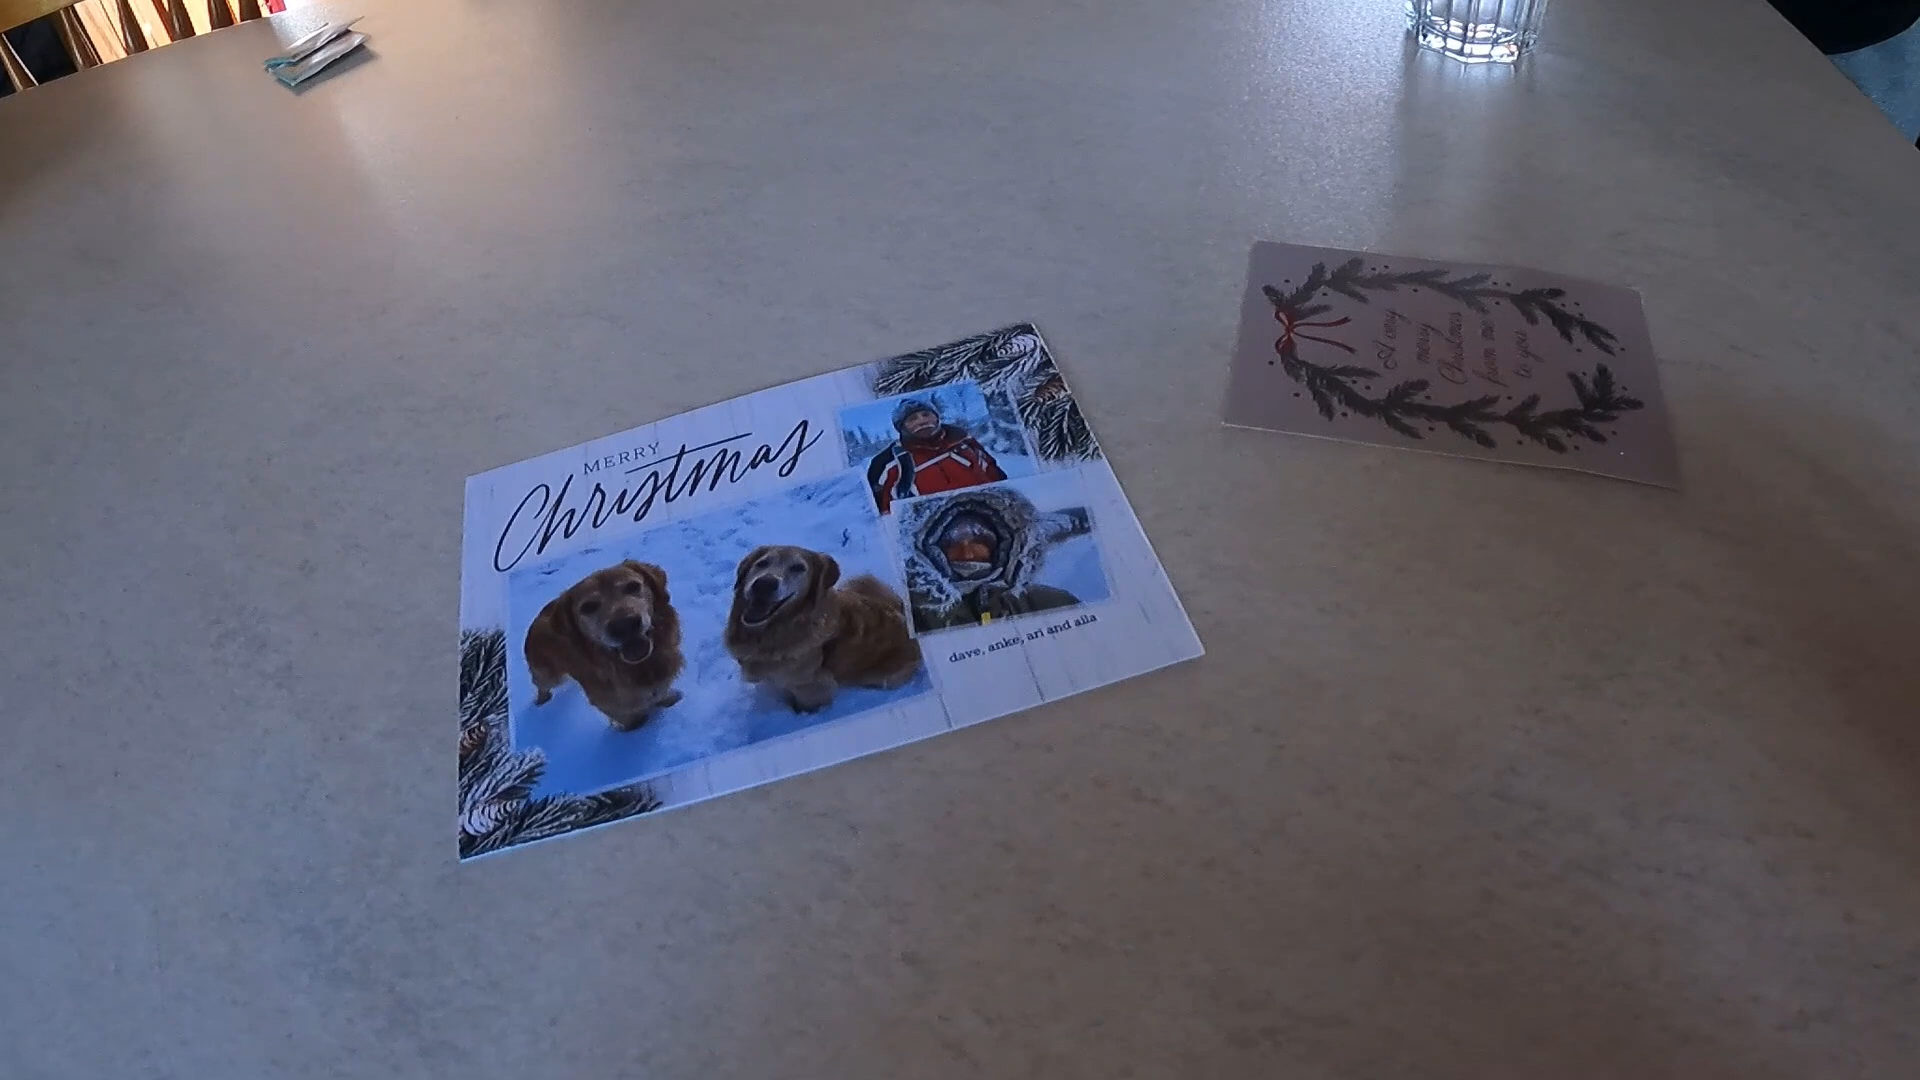 MERRY
Christmas
dave, anke, ari and alla
A very
merry
Christmas
from me
to you